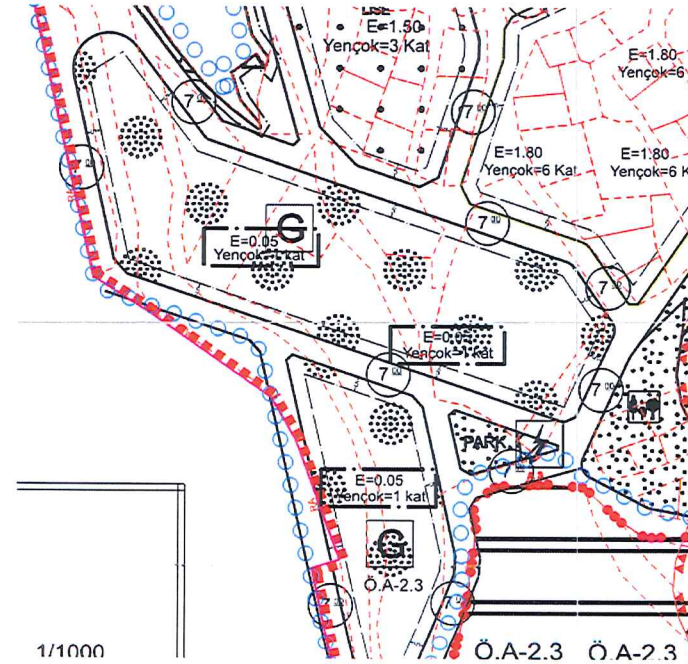 LİSE
E=1.50
Yençok=3 Kat
E=1.80
Yençok=6
E=1.80
Yençok=6 Kat
E=1.80
Yençok=6 K
7.00
7.00
7.00
7.00
7.00
G
E=0.05
Yençok=1 kat
E=0.05
Yençok=1 kat
7.00
7.00
PARK
E=0.05
Yençok=1 kat
G
Ö.A-2.3
1/1000
Ö.A-2.3 Ö.A-2.3